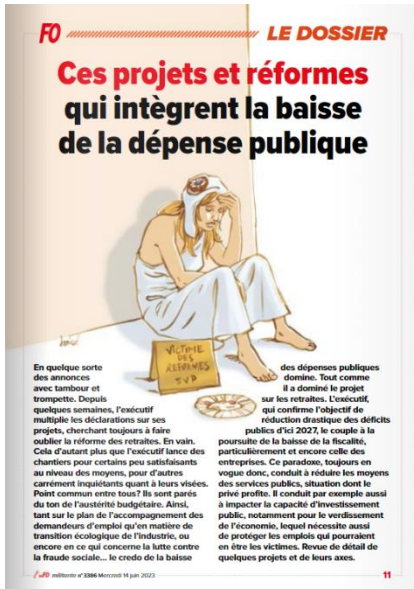 FO
LE DOSSIER
Ces projets et réformes
qui intègrent la baisse
de la dépense publique
VICTIME
DES
RÉFORMES
SVP
En quelque sorte
des annonces
avec tambour et
trompette. Depuis
quelques semaines, l'exécutif
multiplie les déclarations sur ses
projets, cherchant toujours à faire
oublier la réforme des retraites. En vain.
Cela d'autant plus que l'exécutif lance des
chantiers pour certains peu satisfaisants
au niveau des moyens, pour d'autres
carrément inquiétants quant à leurs visées.
Point commun entre tous? Ils sont parés
du ton de l'austérité budgétaire. Ainsi,
tant sur le plan de l'accompagnement des
demandeurs d'emploi qu'en matière de
transition écologique de l'industrie, ou
encore en ce qui concerne la lutte contre
la fraude sociale... le credo de la baisse
des dépenses publiques
domine. Tout comme
il a dominé le projet
sur les retraites. L'exécutif,
qui confirme l'objectif de
réduction drastique des déficits
publics d'ici 2027, le couple à la
poursuite de la baisse de la fiscalité,
particulièrement et encore celle des
entreprises. Ce paradoxe, toujours en
vogue donc, conduit à réduire les moyens
des services publics, situation dont le
privé profite. Il conduit par exemple aussi
à impacter la capacité d'investissement
public, notamment pour le verdissement
de l'économie, lequel nécessite aussi
de protéger les emplois qui pourraient
en être les victimes. Revue de détail de
quelques projets et de leurs axes.
militante n°3386 Mercredi 14 juin 2023
11